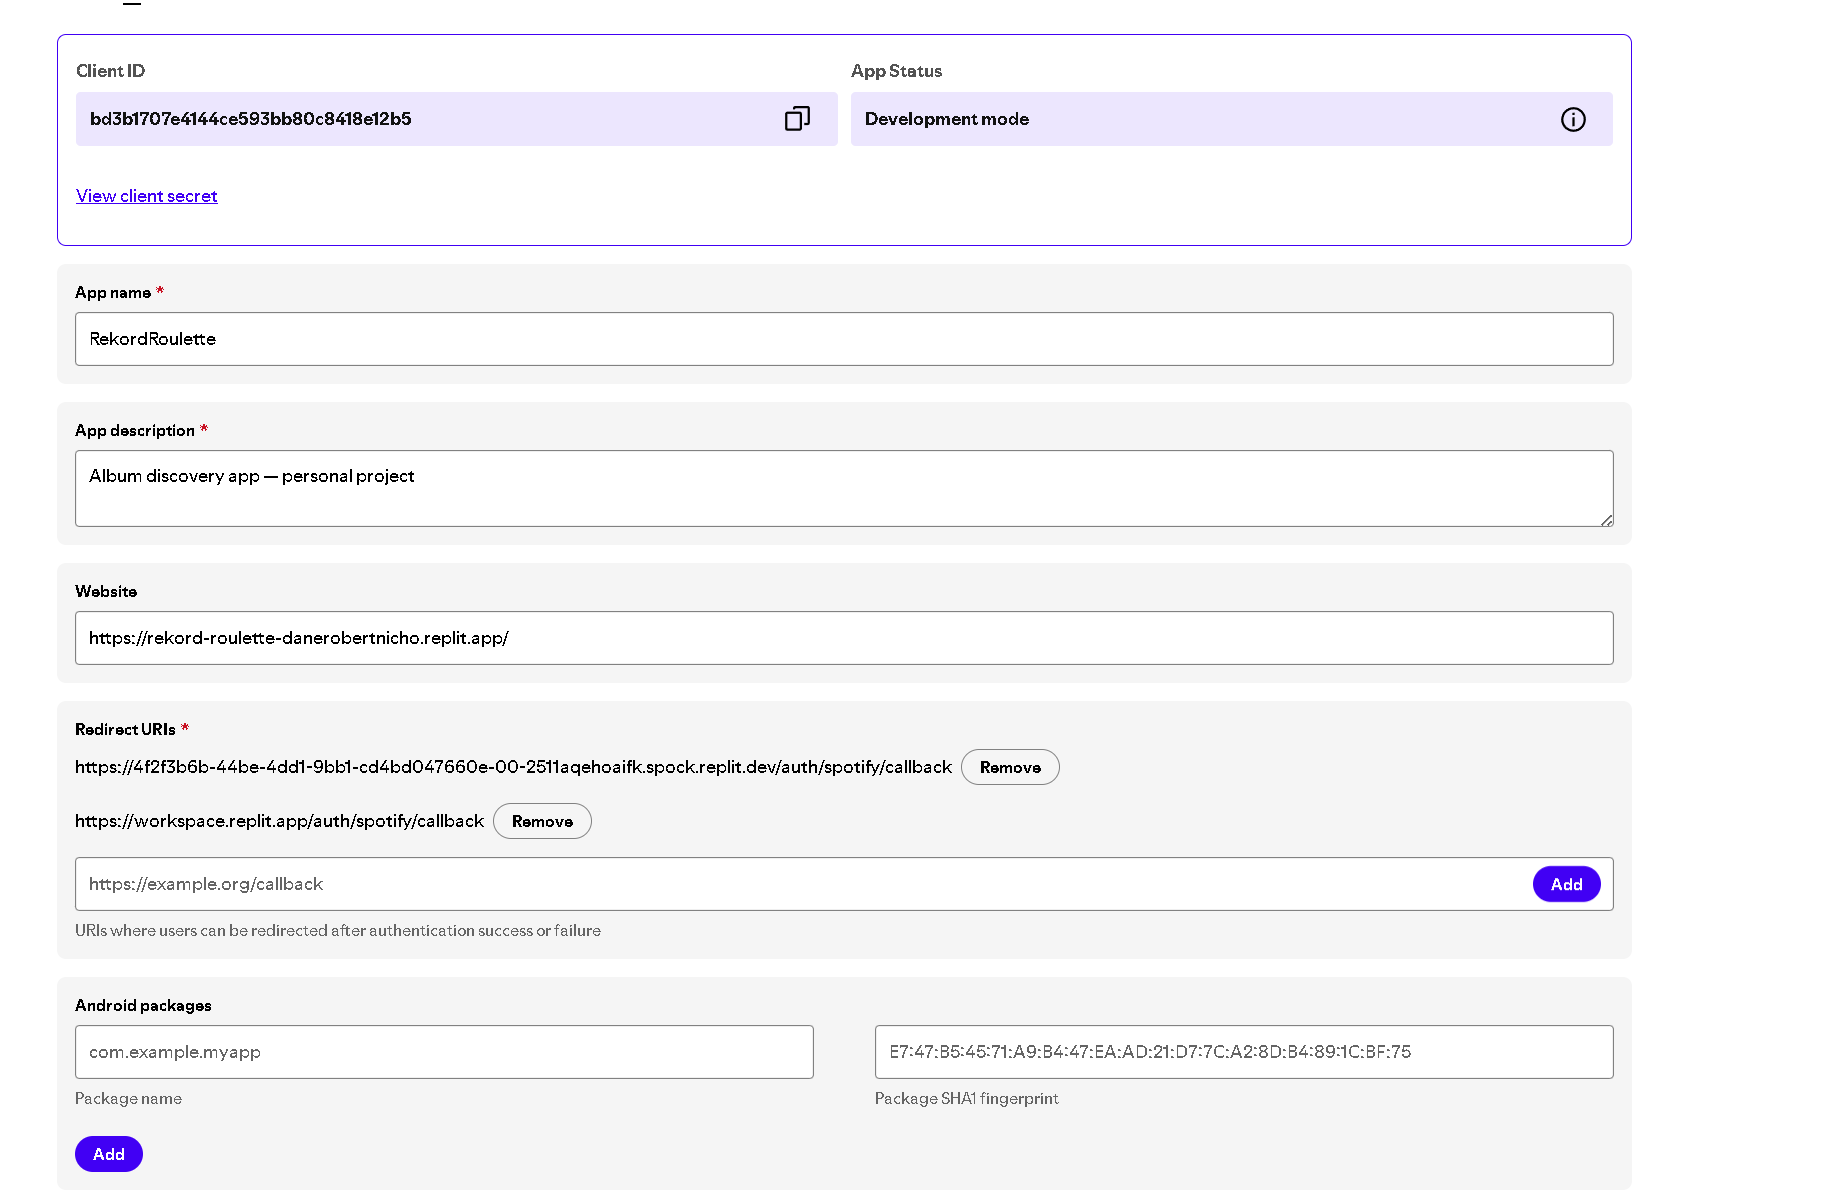 Client ID
App Status
bd3b1707e4144ce593bb80c8418e12b5
Development mode
View client secret
App name *
RekordRoulette
App description *
Album discovery app — personal project
Website
https://rekord-roulette-danerobertnicho.replit.app/
Redirect URIs *
https://4f2f3b6b-44be-4dd1-9bb1-cd4bd047660e-00-2511aqehoaifk.spock.replit.dev/auth/spotify/callback Remove
https://workspace.replit.app/auth/spotify/callback Remove
https://example.org/callback Add
URIs where users can be redirected after authentication success or failure
Android packages
com.example.myapp
E7:47:B5:45:71:A9:B4:47:EA:AD:21:D7:7C:A2:8D:B4:89:1C:BF:75
Package name
Package SHA1 fingerprint
Add